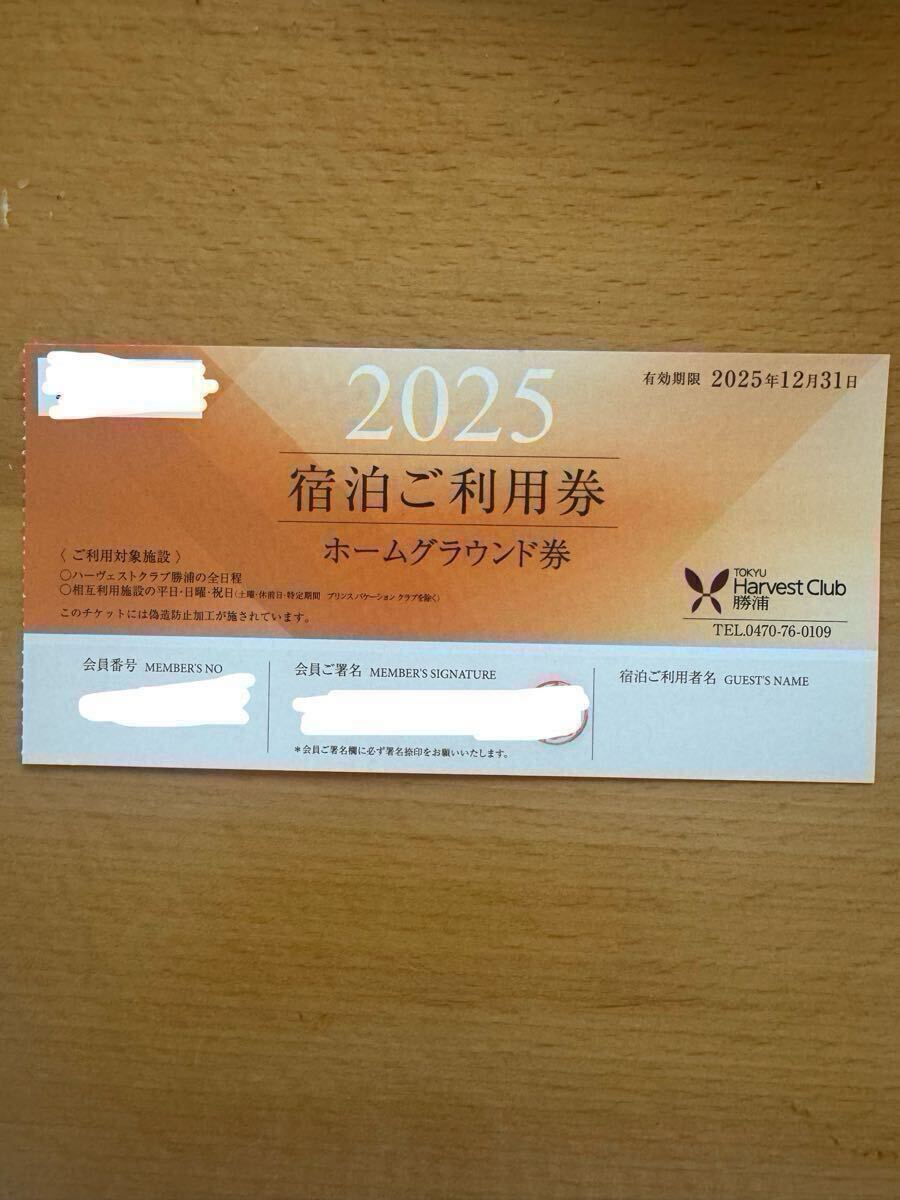 2025
有効期限 2025年12月31日
宿泊ご利用券
ホームグラウンド券
〈 ご利用対象施設 〉
○ハーヴェストクラブ勝浦の全日程
○相互利用施設の平日・日曜・祝日(土曜・休前日・特定期間 プリンス バケーション クラブを除く)
このチケットには偽造防止加工が施されています。
TOKYU
Harvest Club
勝浦
TEL.0470-76-0109
会員番号 MEMBER'S NO
会員ご署名 MEMBER'S SIGNATURE
宿泊ご利用者名 GUEST'S NAME
*会員ご署名欄に必ず署名捺印をお願いいたします。